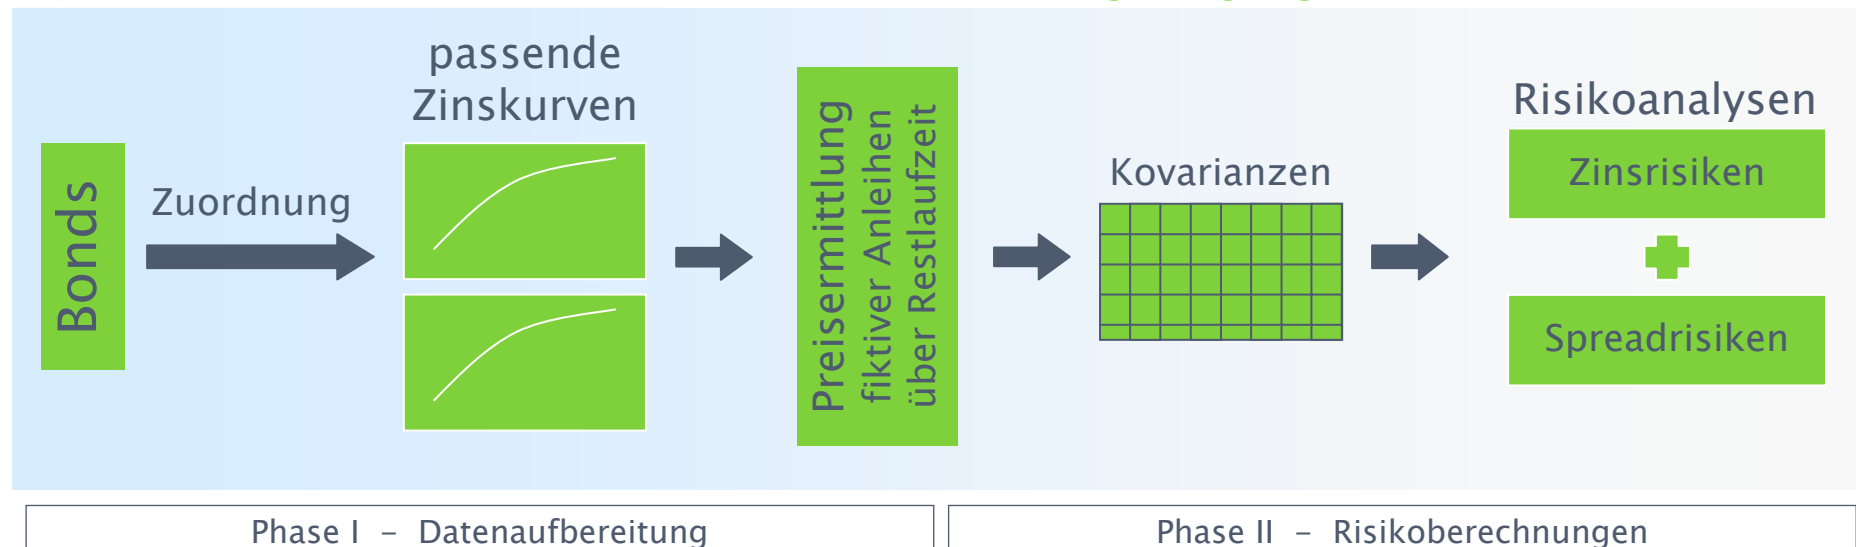 passende
Zinskurven
Bonds
Zuordnung
Preisermittlung
fiktiver Anleihen
über Restlaufzeit
Kovarianzen
Risikoanalysen
Zinsrisiken
Spreadrisiken
Phase I – Datenaufbereitung
Phase II – Risikoberechnungen